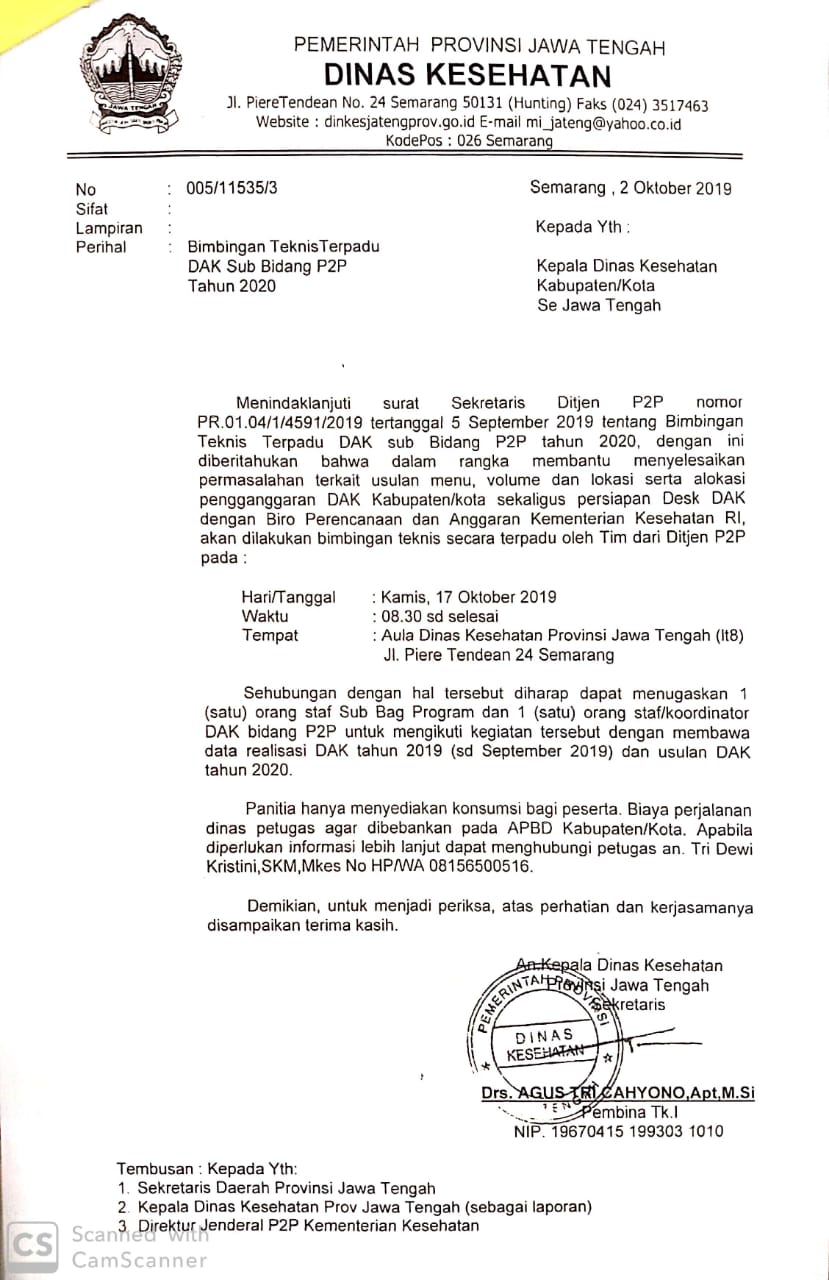 PEMERINTAH PROVINSI JAWA TENGAH
DINAS KESEHATAN
Jl. PiereTendean No. 24 Semarang 50131 (Hunting) Faks (024) 3517463
Website : dinkesjatengprov.go.id E-mail mi_jateng@yahoo.co.id
KodePos : 026 Semarang
JAWA TENGAH
No : 005/11535/3
Semarang , 2 Oktober 2019
Sifat :
Lampiran :
Kepada Yth :
Perihal : Bimbingan TeknisTerpadu
DAK Sub Bidang P2P
Tahun 2020
Kepala Dinas Kesehatan
Kabupaten/Kota
Se Jawa Tengah
Menindaklanjuti surat Sekretaris Ditjen P2P nomor
PR.01.04/1/4591/2019 tertanggal 5 September 2019 tentang Bimbingan
Teknis Terpadu DAK sub Bidang P2P tahun 2020, dengan ini
diberitahukan bahwa dalam rangka membantu menyelesaikan
permasalahan terkait usulan menu, volume dan lokasi serta alokasi
pengganggaran DAK Kabupaten/kota sekaligus persiapan Desk DAK
dengan Biro Perencanaan dan Anggaran Kementerian Kesehatan RI,
akan dilakukan bimbingan teknis secara terpadu oleh Tim dari Ditjen P2P
pada :
Hari/Tanggal : Kamis, 17 Oktober 2019
Waktu : 08.30 sd selesai
Tempat : Aula Dinas Kesehatan Provinsi Jawa Tengah (lt8)
Jl. Piere Tendean 24 Semarang
Sehubungan dengan hal tersebut diharap dapat menugaskan 1
(satu) orang staf Sub Bag Program dan 1 (satu) orang staf/koordinator
DAK bidang P2P untuk mengikuti kegiatan tersebut dengan membawa
data realisasi DAK tahun 2019 (sd September 2019) dan usulan DAK
tahun 2020.
Panitia hanya menyediakan konsumsi bagi peserta. Biaya perjalanan
dinas petugas agar dibebankan pada APBD Kabupaten/Kota. Apabila
diperlukan informasi lebih lanjut dapat menghubungi petugas an. Tri Dewi
Kristini,SKM,Mkes No HP/WA 08156500516.
Demikian, untuk menjadi periksa, atas perhatian dan kerjasamanya
disampaikan terima kasih.
An.Kepala Dinas Kesehatan
Provinsi Jawa Tengah
Sekretaris
PEMERINTAH PROVINSI
DINAS
KESEHATAN
TENGAH
Drs. AGUS TRI CAHYONO,Apt,M.Si
Pembina Tk.I
NIP. 19670415 199303 1010
Tembusan : Kepada Yth:
1. Sekretaris Daerah Provinsi Jawa Tengah
2. Kepala Dinas Kesehatan Prov Jawa Tengah (sebagai laporan)
3. Direktur Jenderal P2P Kementerian Kesehatan
CS Scanned with
CamScanner